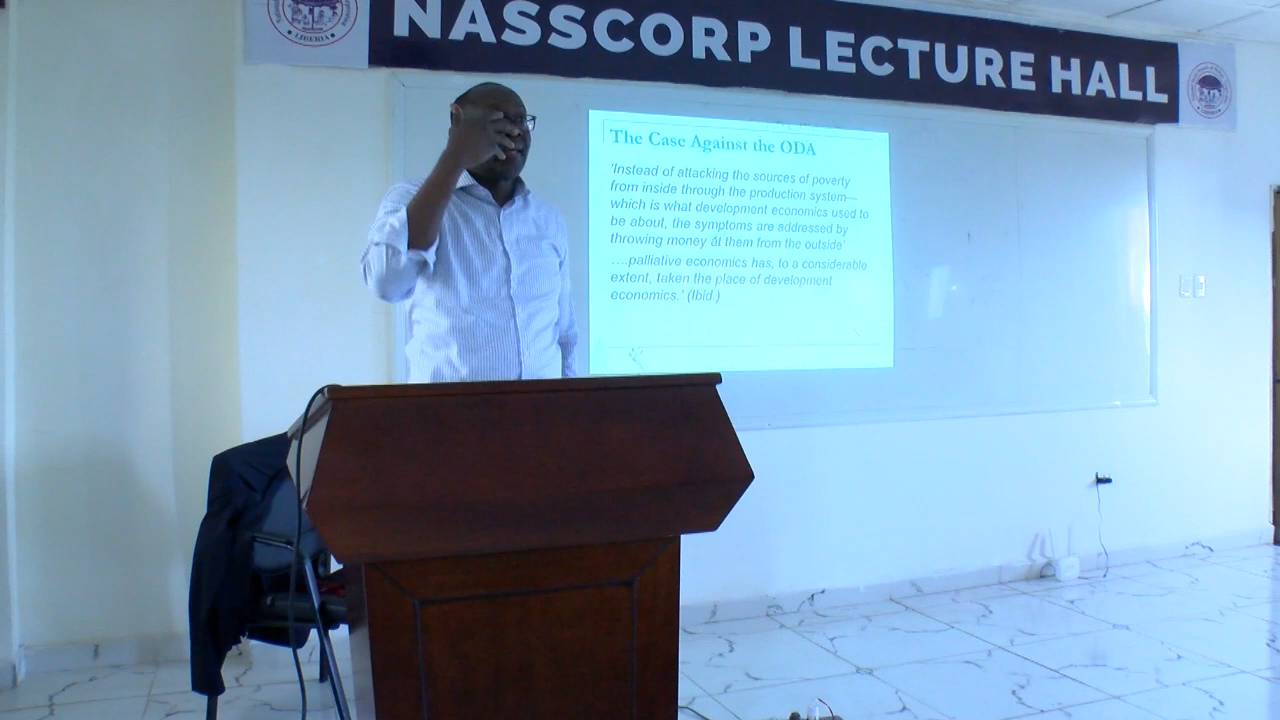 NASSCORP LECTURE HALL
LIBERIA
The Case Against the ODA
'Instead of attacking the sources of poverty
from inside through the production system—
which is what development economics used to
be about, the symptoms are addressed by
throwing money at them from the outside'
....palliative economics has, to a considerable
extent, taken the place of development
economics.' (Ibid.)